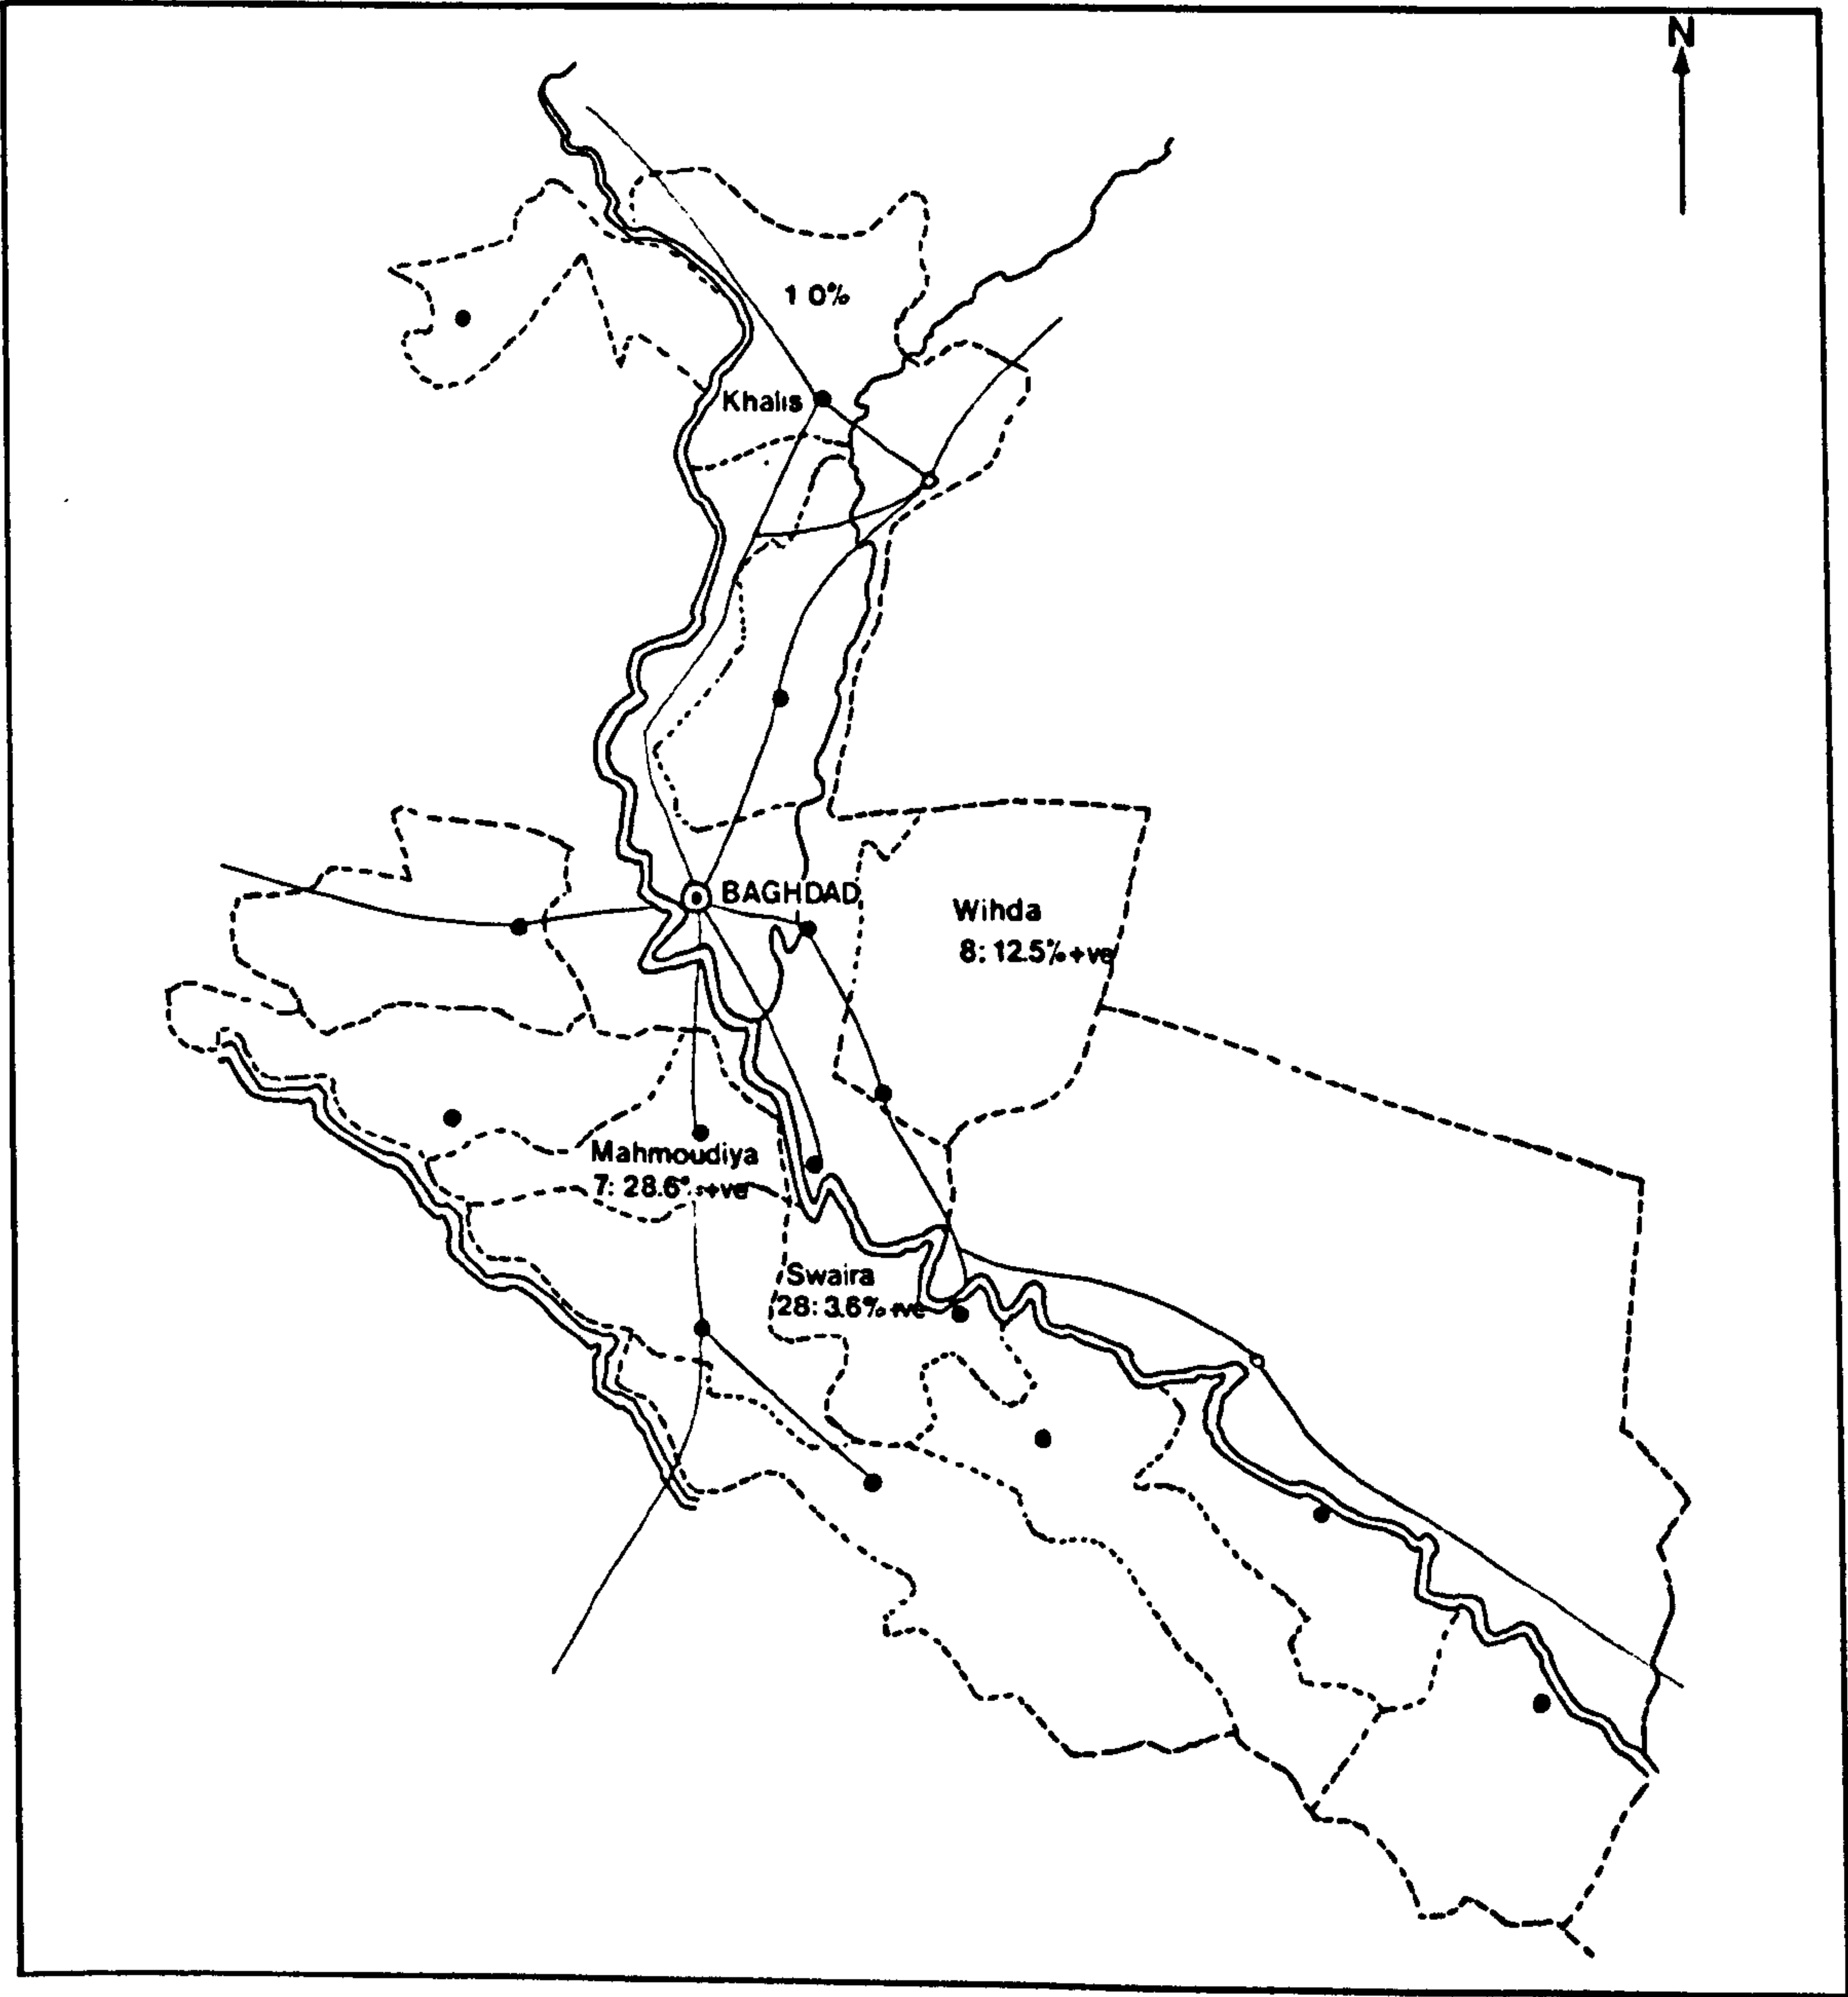 N
1 0%
Khalis
BAGHDAD
Wihda
8: 12.5% +ve
Mahmoudiya
7: 28.6% +ve
Swaira
28: 3.6% +ve